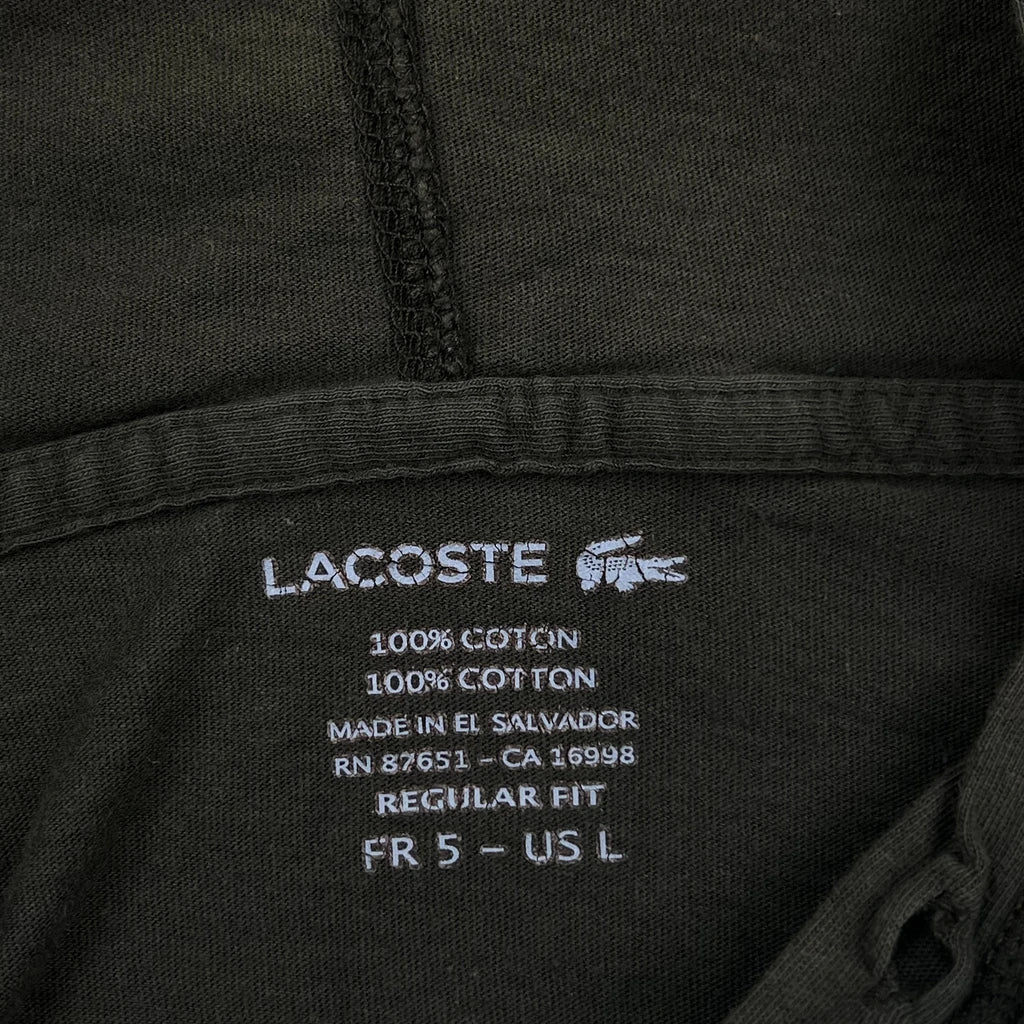 LACOSTE
100% COTON
100% COTTON
MADE IN EL SALVADOR
RN 87651 – CA 16998
REGULAR FIT
FR 5 – US L